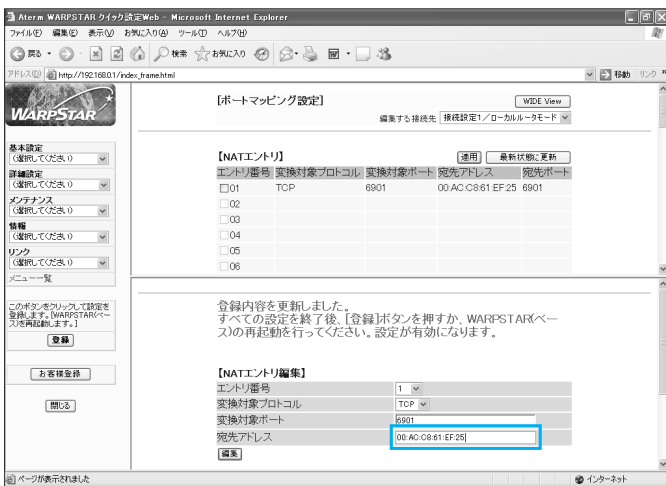 Aterm WARPSTAR クイック設定Web - Microsoft Internet Explorer
ファイル(F) 編集(E) 表示(V) お気に入り(A) ツール(T) ヘルプ(H)
戻る 検索 お気に入り
アドレス(D) http://192.168.0.1/index_frame.html 移動 リンク »
WARPSTAR
基本設定
(選択してください)
詳細設定
(選択してください)
メンテナンス
(選択してください)
情報
(選択してください)
リンク
(選択してください)
メニュー一覧
このボタンをクリックして設定を
登録します。[WARPSTAR(ベー
ス)を再起動します。]
登録
お客様登録
閉じる
[ポートマッピング設定] WIDE View
編集する接続先 接続設定1／ローカルルータモード
【NATエントリ】 適用 最新状態に更新
エントリ番号 変換対象プロトコル 変換対象ポート 宛先アドレス 宛先ポート
01 TCP 6901 00:AC:C8:61:EF:25 6901
02
03
04
05
06
登録内容を更新しました。
すべての設定を終了後、[登録]ボタンを押すか、WARPSTAR(ベー
ス)の再起動を行ってください。設定が有効になります。
【NATエントリ編集】
エントリ番号 1
変換対象プロトコル TCP
変換対象ポート 6901
宛先アドレス 00:AC:C8:61:EF:25
編集
ページが表示されました インターネット